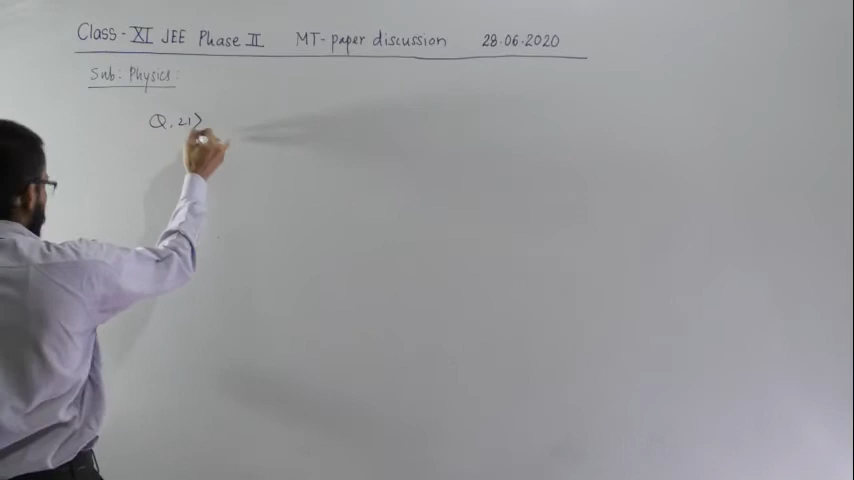 Class - XI JEE Phase II MT- paper discussion 28.06.2020
Sub: Physics:
Q. 21>